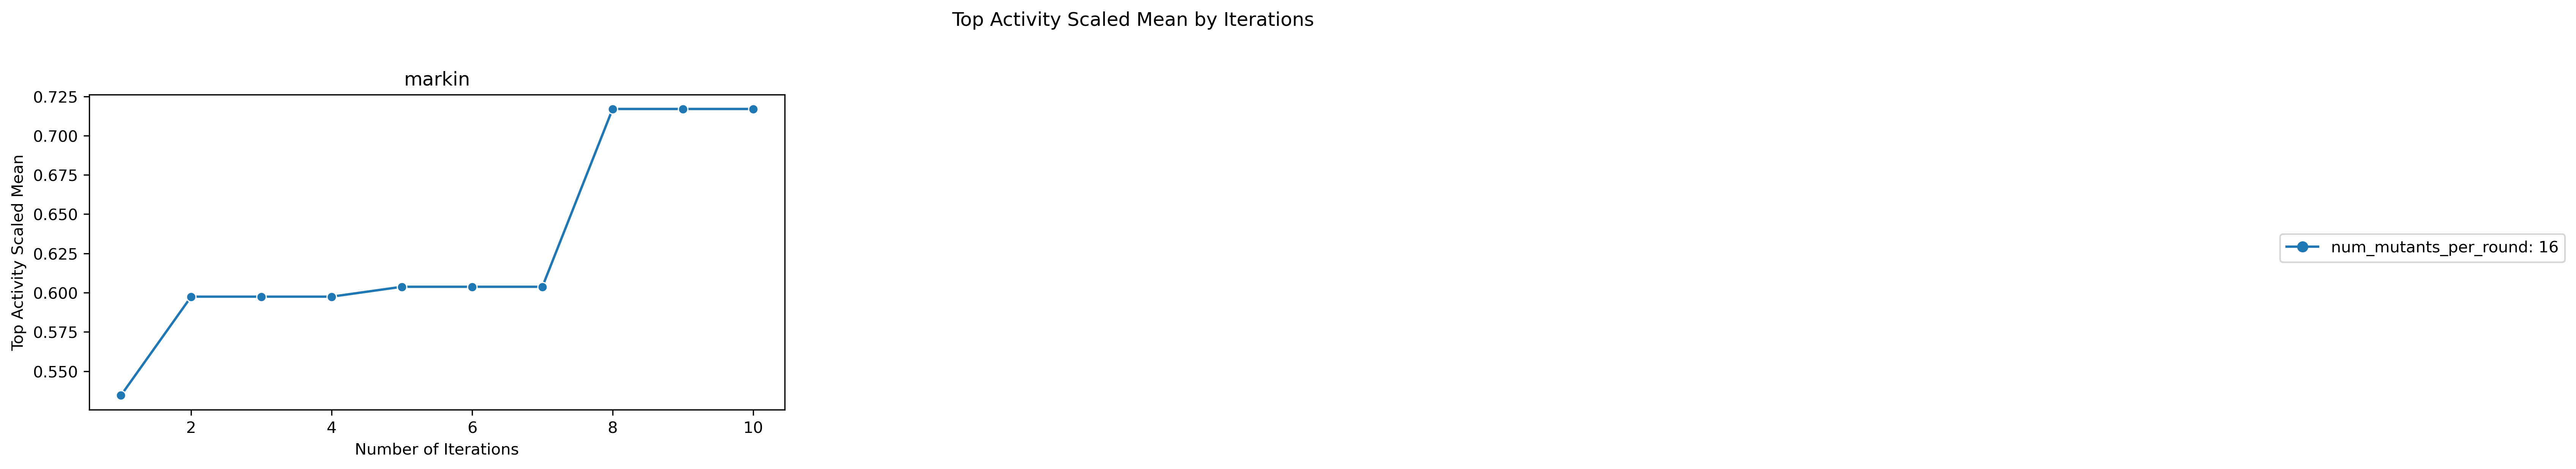 Top Activity Scaled Mean by Iterations
markin
Top Activity Scaled Mean
0.725
0.700
0.675
0.650
0.625
0.600
0.575
0.550
2 4 6 8 10
Number of Iterations
num_mutants_per_round: 16